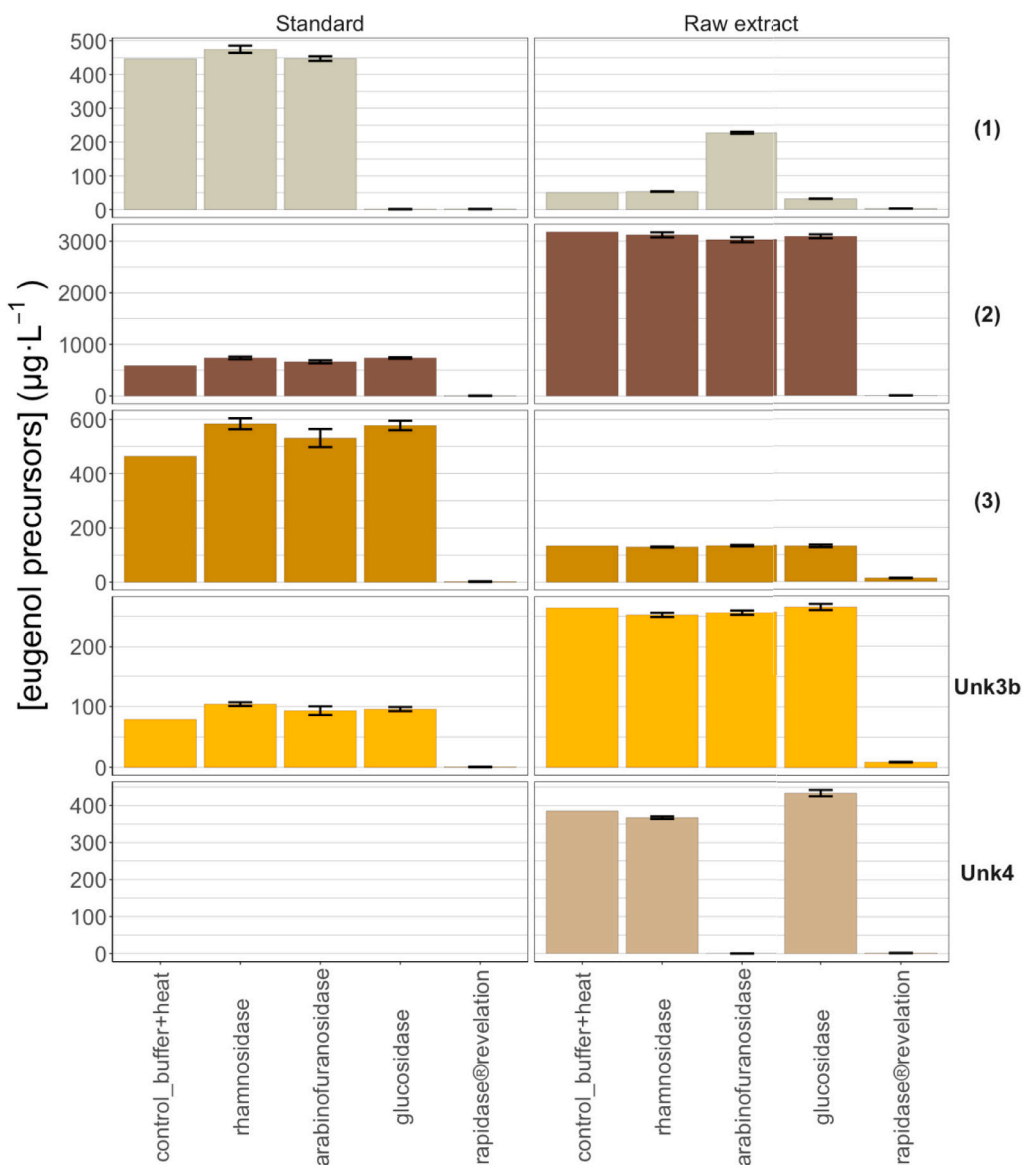 Standard
Raw extract
500
400
300
200
100
0
(1)
3000
2000
1000
0
(2)
600
400
200
0
(3)
200
100
0
Unk3b
400
300
200
100
0
Unk4
[eugenol precursors] (µg·L⁻¹)
control_buffer+heat
rhamnosidase
arabinofuranosidase
glucosidase
rapidase®revelation
control_buffer+heat
rhamnosidase
arabinofuranosidase
glucosidase
rapidase®revelation